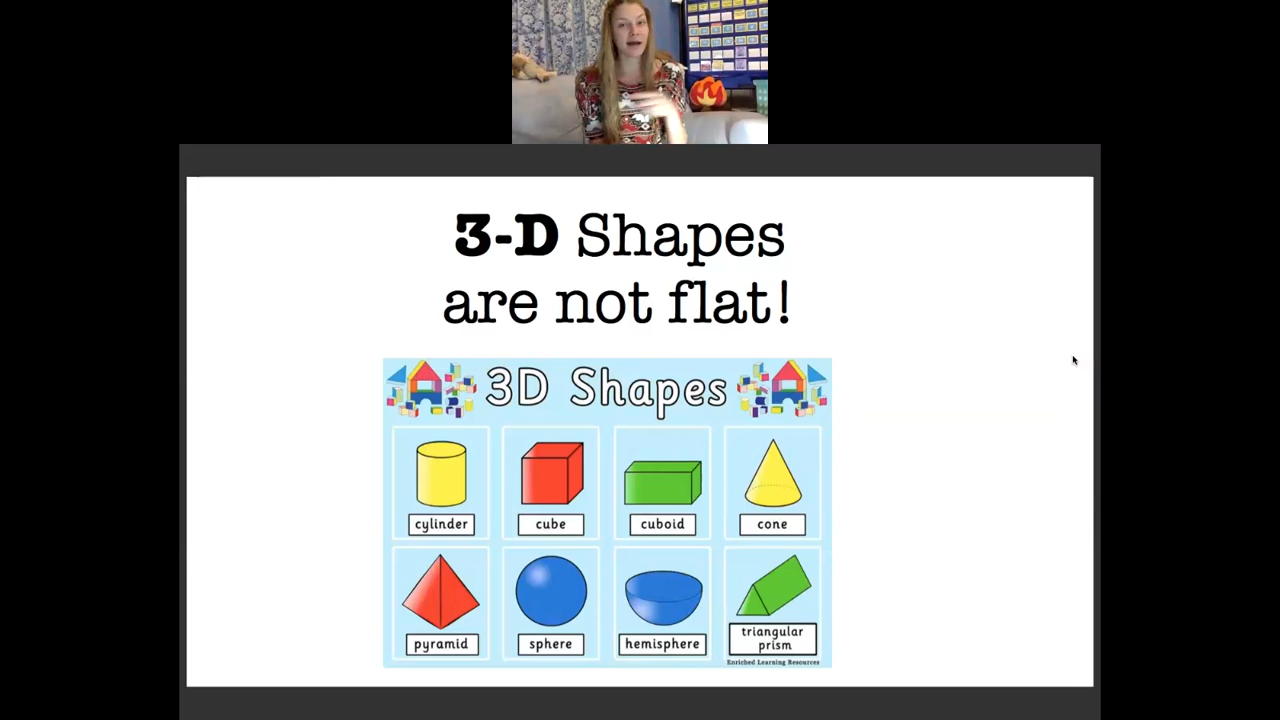 3-D Shapes
are not flat!
3D Shapes
cylinder
cube
cuboid
cone
pyramid
sphere
hemisphere
triangular
prism
Enriched Learning Resources